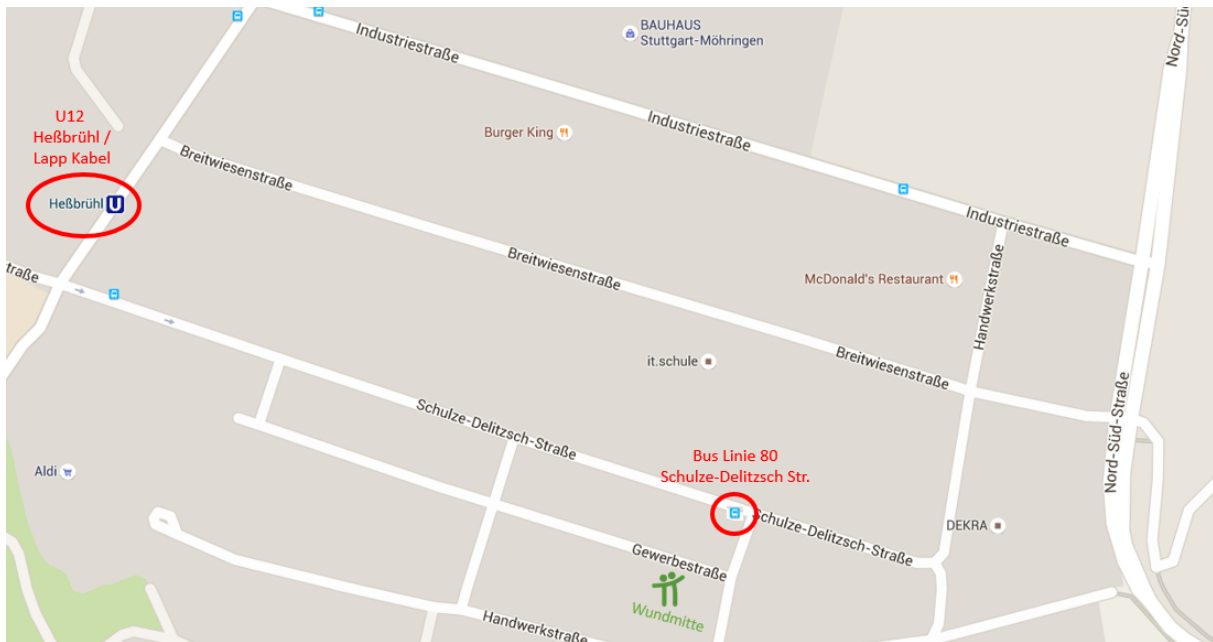 BAUHAUS
Stuttgart-Möhringen
Industriestraße
Nord-Süd
U12
Heßbrühl /
Lapp Kabel
Burger King
Industriestraße
Breitwiesenstraße
Heßbrühl U
Industriestraße
traße
Breitwiesenstraße
McDonald's Restaurant
Handwerkstraße
it.schule
Breitwiesenstraße
Nord-Süd-Straße
Schulze-Delitzsch-Straße
Aldi
Bus Linie 80
Schulze-Delitzsch Str.
Schulze-Delitzsch-Straße
DEKRA
Gewerbestraße
Wundmitte
Handwerkstraße